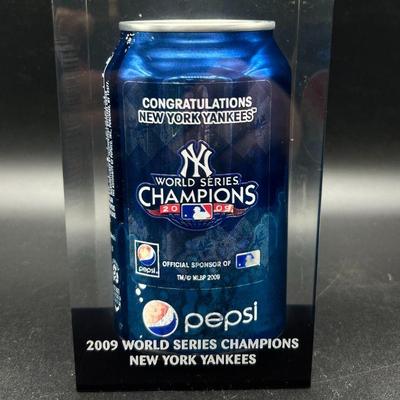 CONGRATULATIONS
NEW YORK YANKEES
NY
WORLD SERIES
CHAMPIONS
20 09
pepsi
OFFICIAL SPONSOR OF
TM/© MLBP 2009
pepsi
2009 WORLD SERIES CHAMPIONS
NEW YORK YANKEES